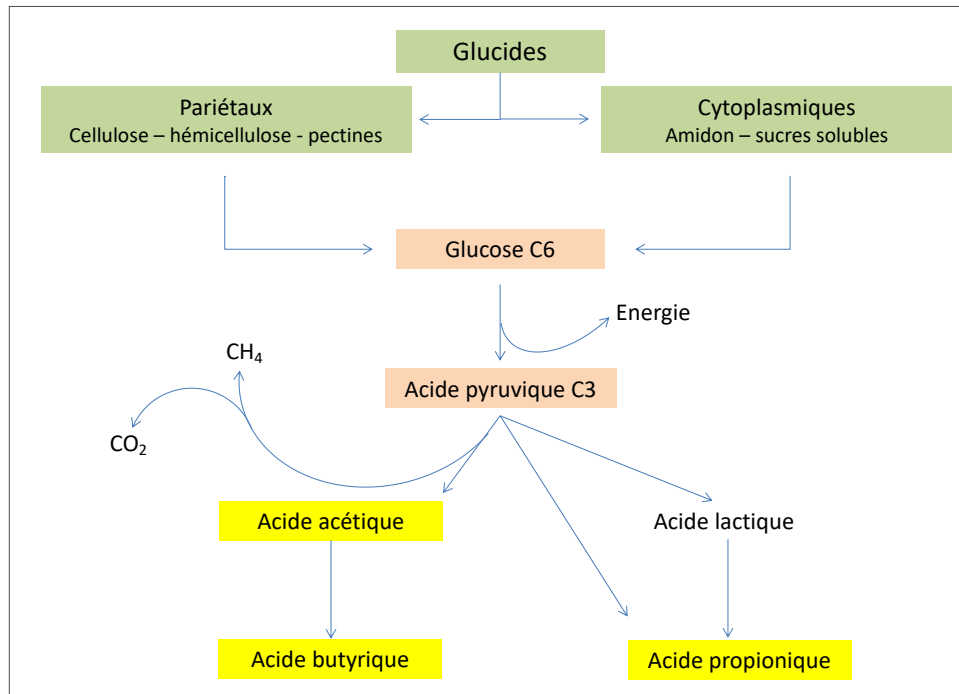 Glucides
Pariétaux
Cellulose – hémicellulose - pectines
Cytoplasmiques
Amidon – sucres solubles
Glucose C6
Energie
CH₄
Acide pyruvique C3
CO₂
Acide acétique
Acide lactique
Acide butyrique
Acide propionique